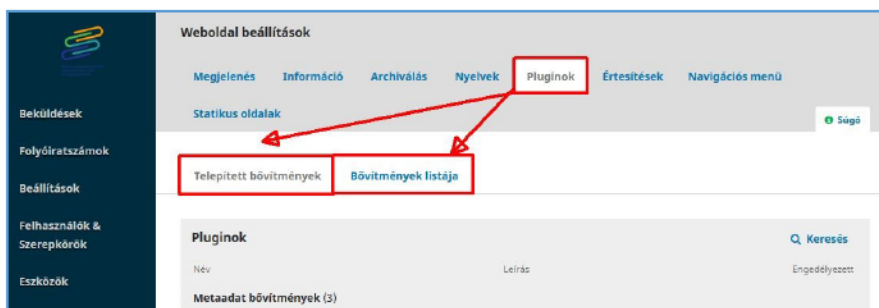 Weboldal beállítások
Megjelenés Információ Archiválás Nyelvek Pluginok Értesítések Navigációs menü
Beküldések
Statikus oldalak
Súgó
Folyóiratszámok
Telepített bővítmények Bővítmények listája
Beállítások
Felhasználók &
Szerepkörök
Pluginok Keresés
Név Leírás Engedélyezett
Eszközök
Metaadat bővítmények (3)